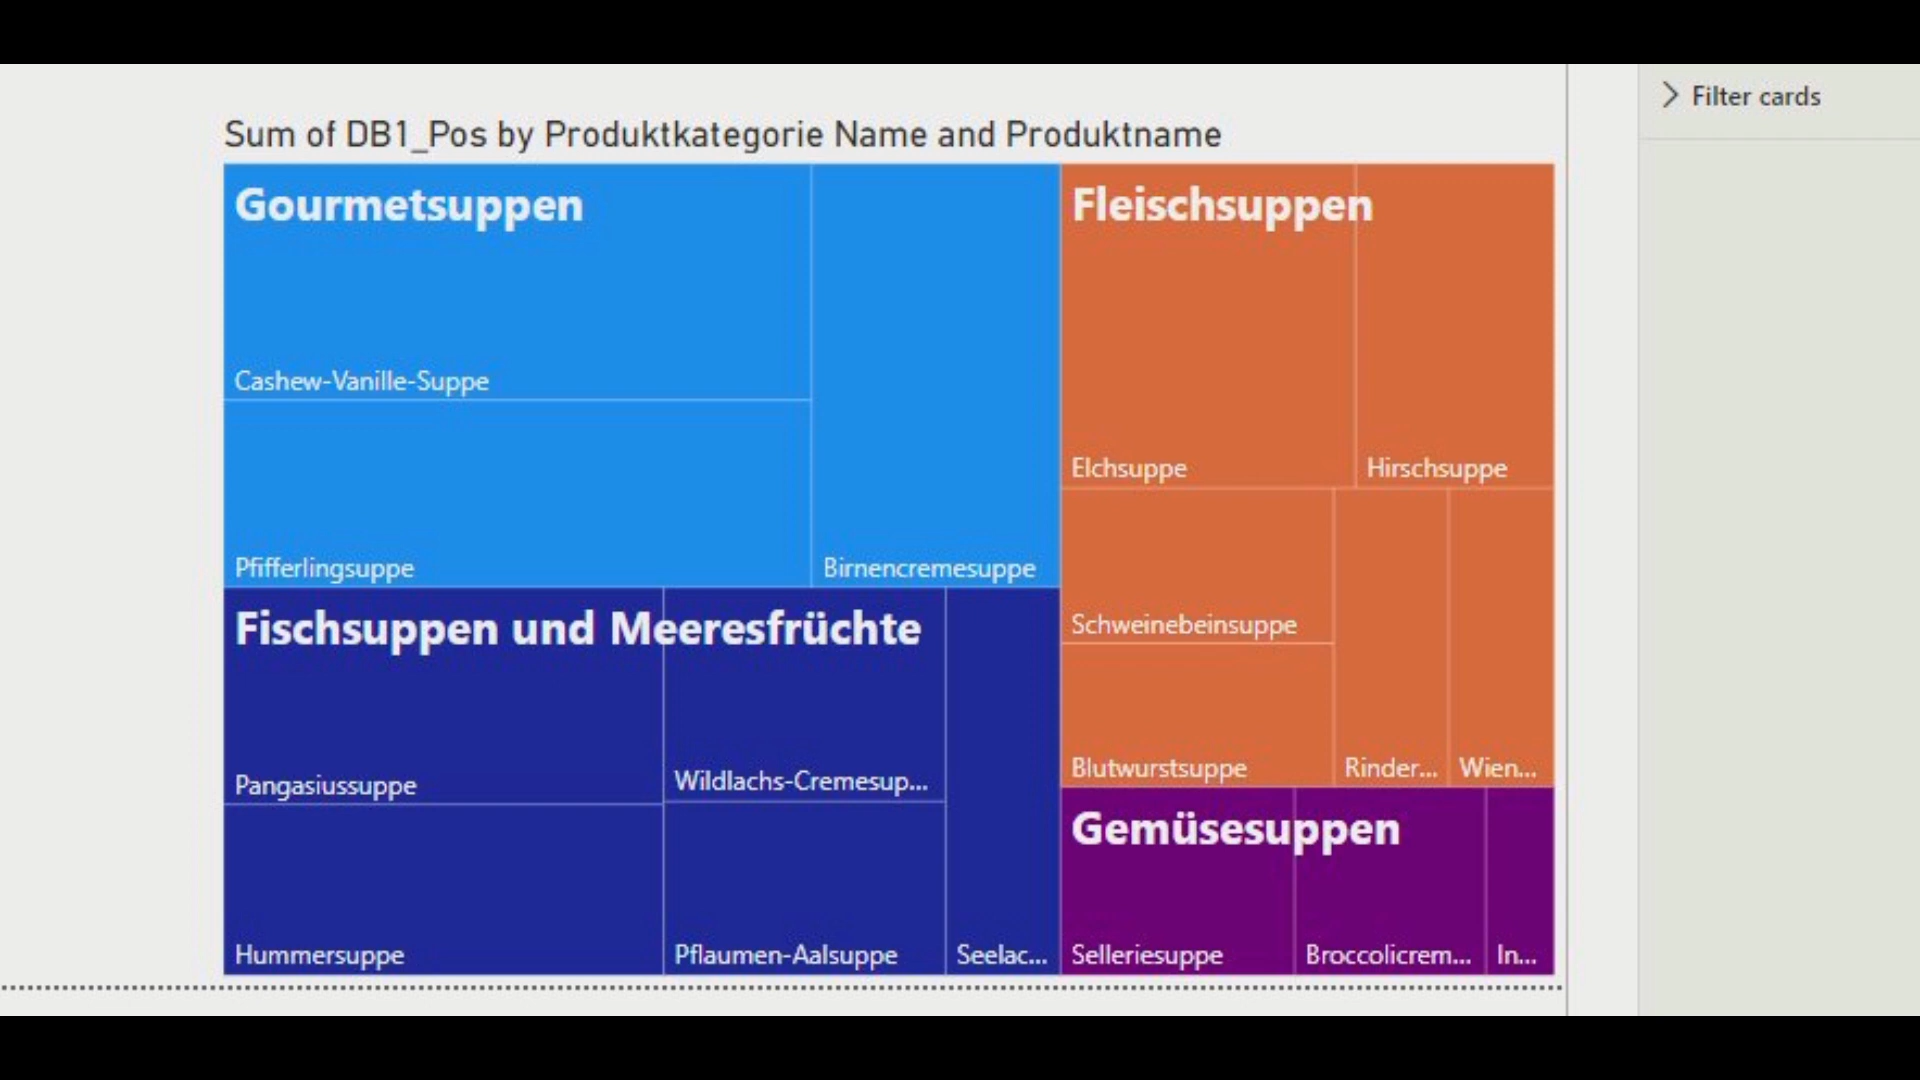 Filter cards
Sum of DB1_Pos by Produktkategorie Name and Produktname
Gourmetsuppen
Cashew-Vanille-Suppe
Pfifferlingsuppe
Birnencremesuppe
Fischsuppen und Meeresfrüchte
Pangasiussuppe
Wildlachs-Cremesup...
Hummersuppe
Pflaumen-Aalsuppe
Seelac...
Fleischsuppen
Elchsuppe
Hirschsuppe
Schweinebeinsuppe
Blutwurstsuppe
Rinder...
Wien...
Gemüsesuppen
Selleriesuppe
Broccolicrem...
In...